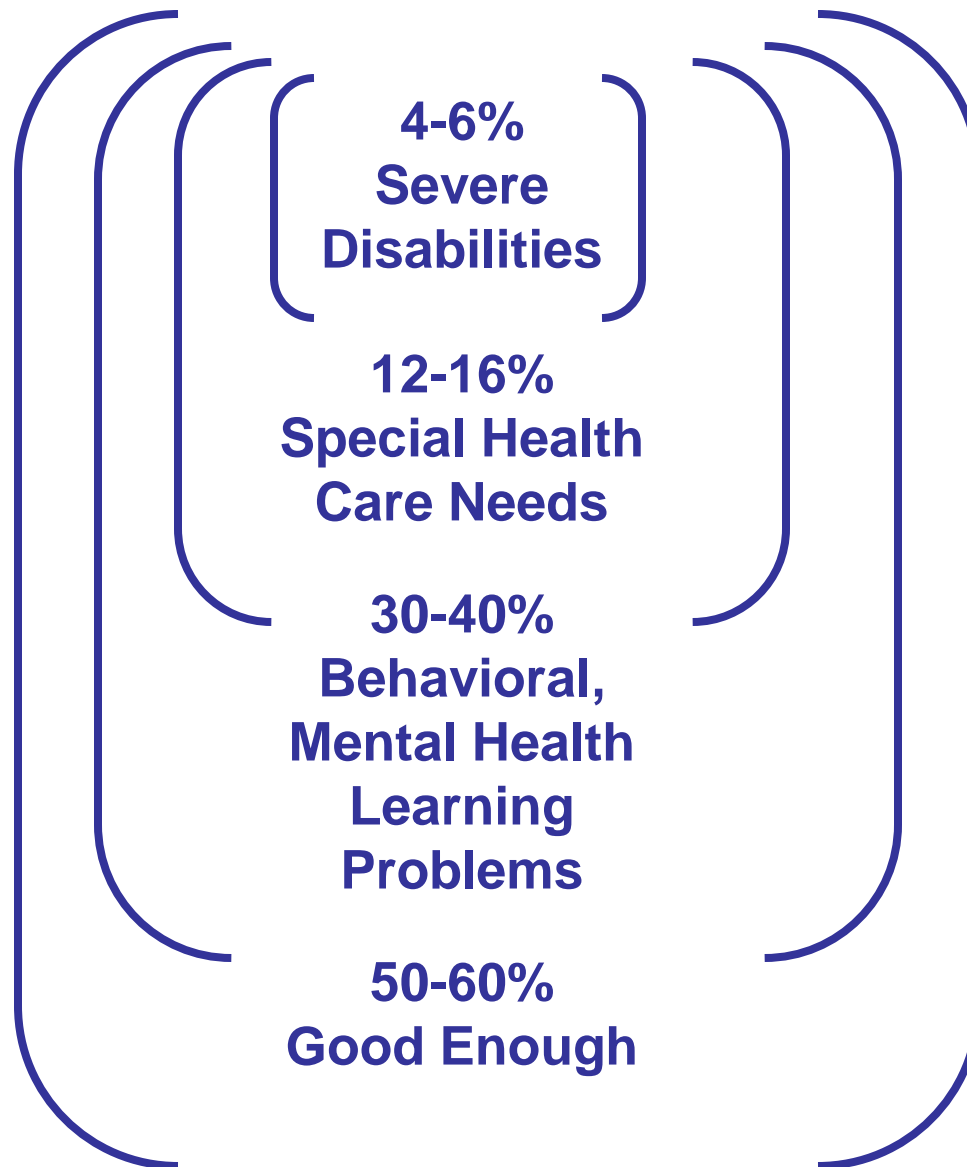 4-6%
Severe
Disabilities
12-16%
Special Health
Care Needs
30-40%
Behavioral,
Mental Health
Learning
Problems
50-60%
Good Enough